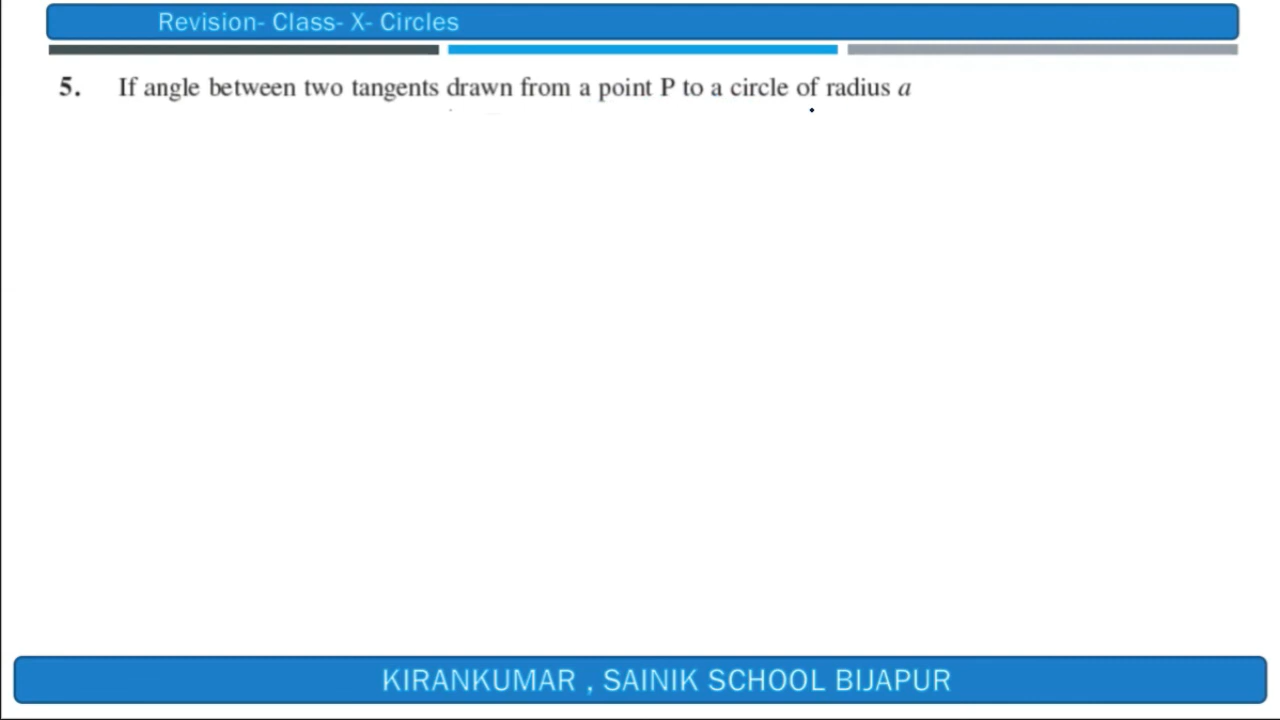 Revision- Class- X- Circles
5. If angle between two tangents drawn from a point P to a circle of radius a
KIRANKUMAR , SAINIK SCHOOL BIJAPUR